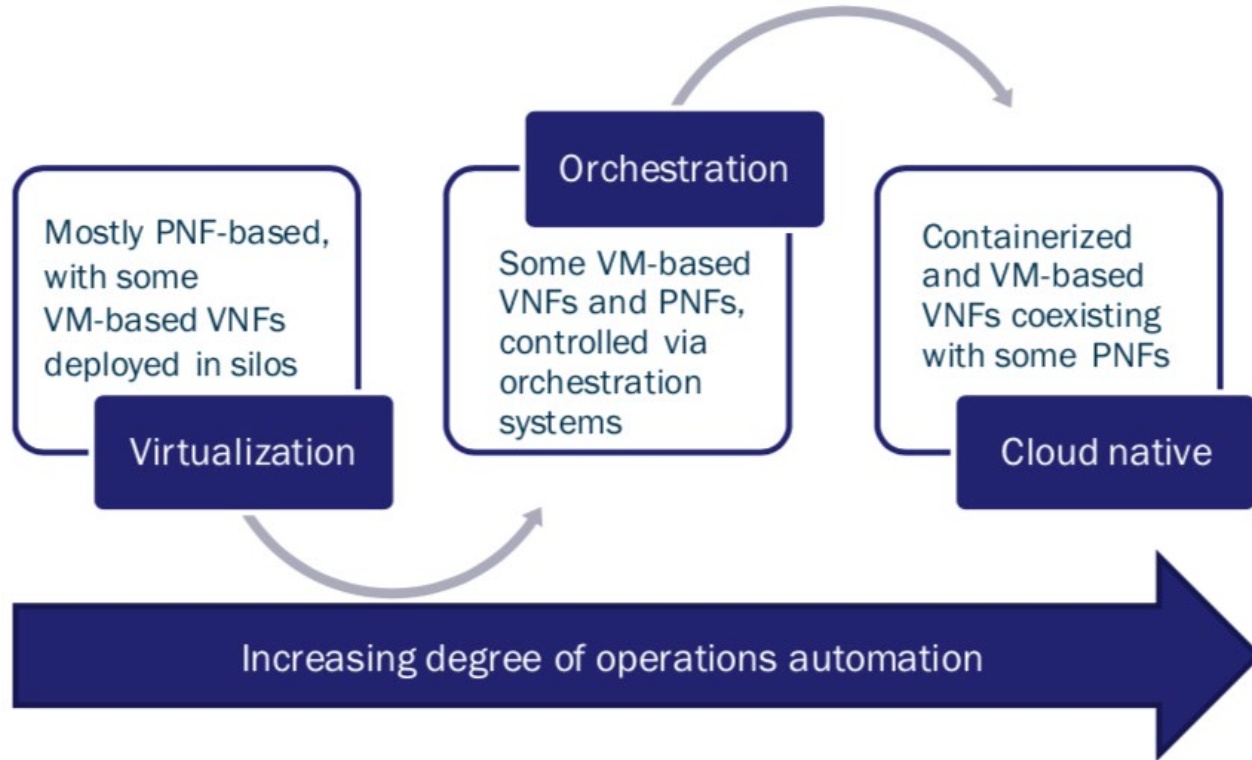 Mostly PNF-based,
with some
VM-based VNFs
deployed in silos
Virtualization
Orchestration
Some VM-based
VNFs and PNFs,
controlled via
orchestration
systems
Containerized
and VM-based
VNFs coexisting
with some PNFs
Cloud native
Increasing degree of operations automation